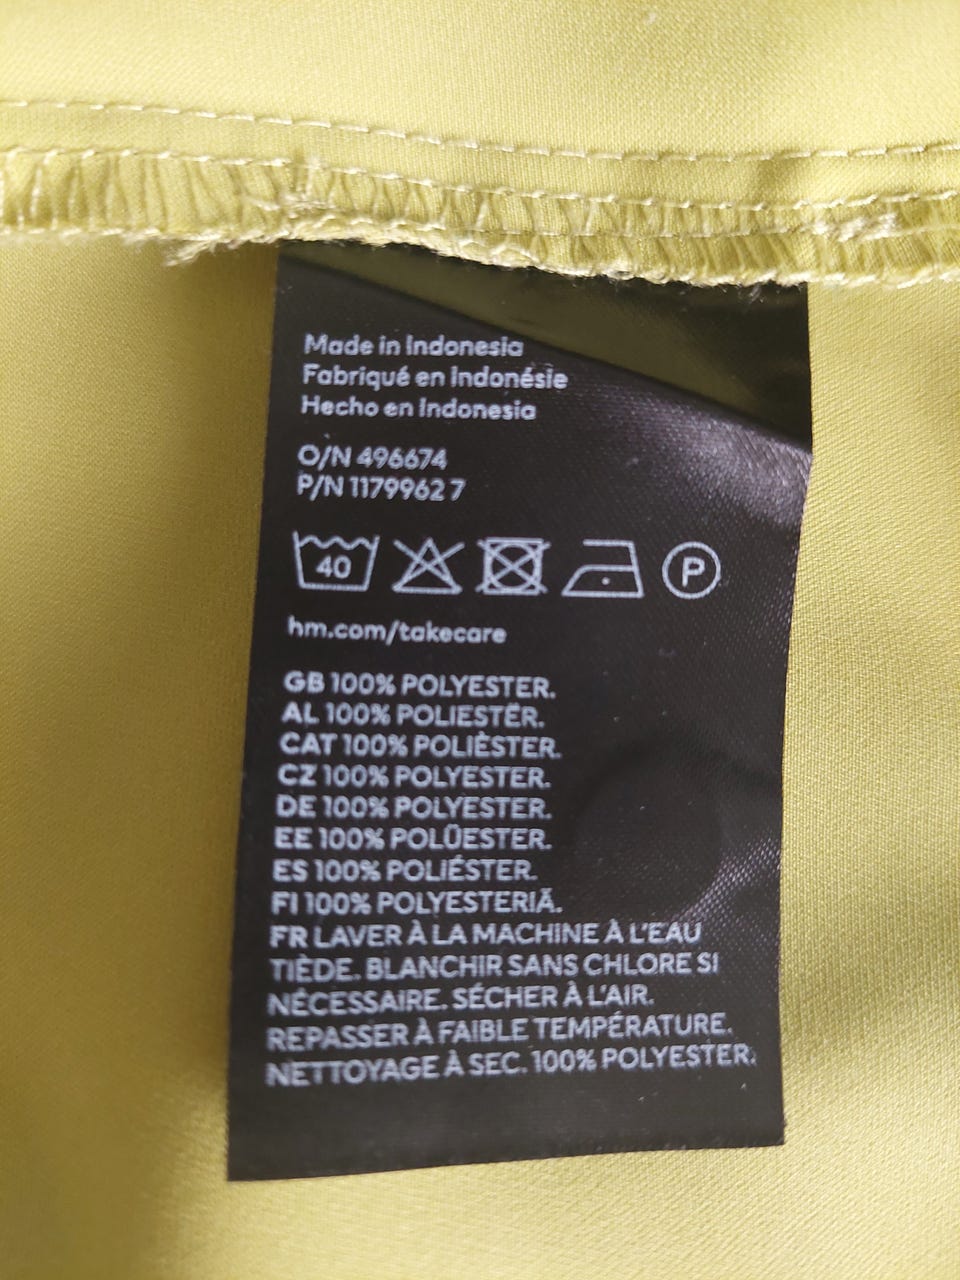 Made in Indonesia
Fabriqué en Indonésie
Hecho en Indonesia
O/N 496674
P/N 1179962 7
40 P
hm.com/takecare
GB 100% POLYESTER.
AL 100% POLIESTËR.
CAT 100% POLIÈSTER.
CZ 100% POLYESTER.
DE 100% POLYESTER.
EE 100% POLÜESTER.
ES 100% POLIÉSTER.
FI 100% POLYESTERIÄ.
FR LAVER À LA MACHINE À L'EAU
TIÈDE. BLANCHIR SANS CHLORE SI
NÉCESSAIRE. SÉCHER À L'AIR.
REPASSER À FAIBLE TEMPÉRATURE.
NETTOYAGE À SEC. 100% POLYESTER.